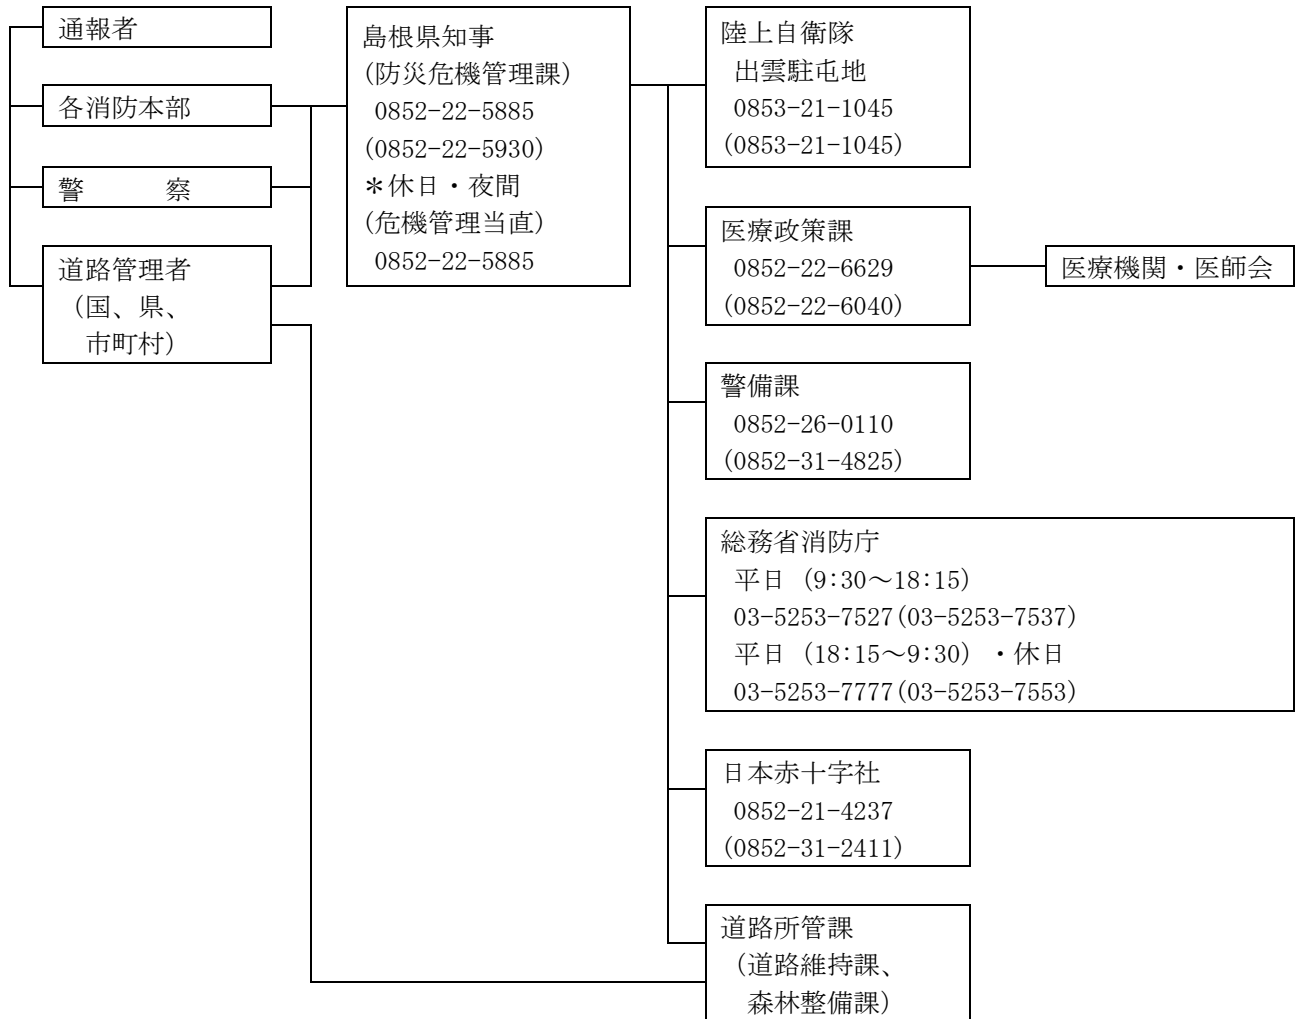 通報者
各消防本部
警　　　察
道路管理者
（国、県、
市町村）
島根県知事
(防災危機管理課)
0852-22-5885
(0852-22-5930)
＊休日・夜間
(危機管理当直)
0852-22-5885
陸上自衛隊
出雲駐屯地
0853-21-1045
(0853-21-1045)
医療政策課
0852-22-6629
(0852-22-6040)
医療機関・医師会
警備課
0852-26-0110
(0852-31-4825)
総務省消防庁
平日（9:30～18:15）
03-5253-7527(03-5253-7537)
平日（18:15～9:30）・休日
03-5253-7777(03-5253-7553)
日本赤十字社
0852-21-4237
(0852-31-2411)
道路所管課
（道路維持課、
森林整備課）